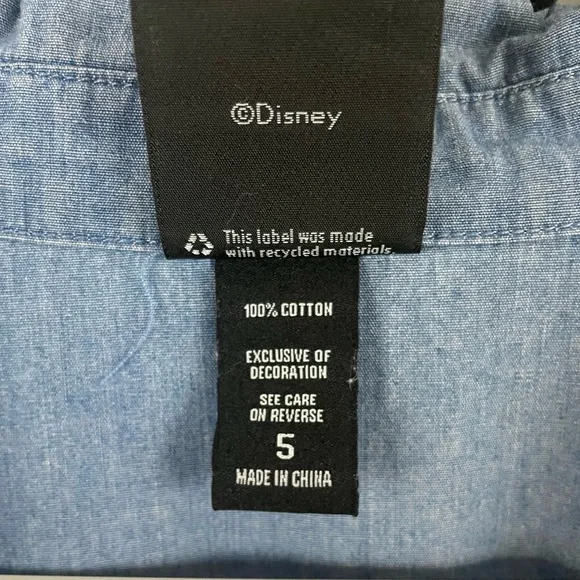 ©Disney
This label was made
with recycled materials.
100% COTTON
EXCLUSIVE OF
DECORATION
SEE CARE
ON REVERSE
5
MADE IN CHINA